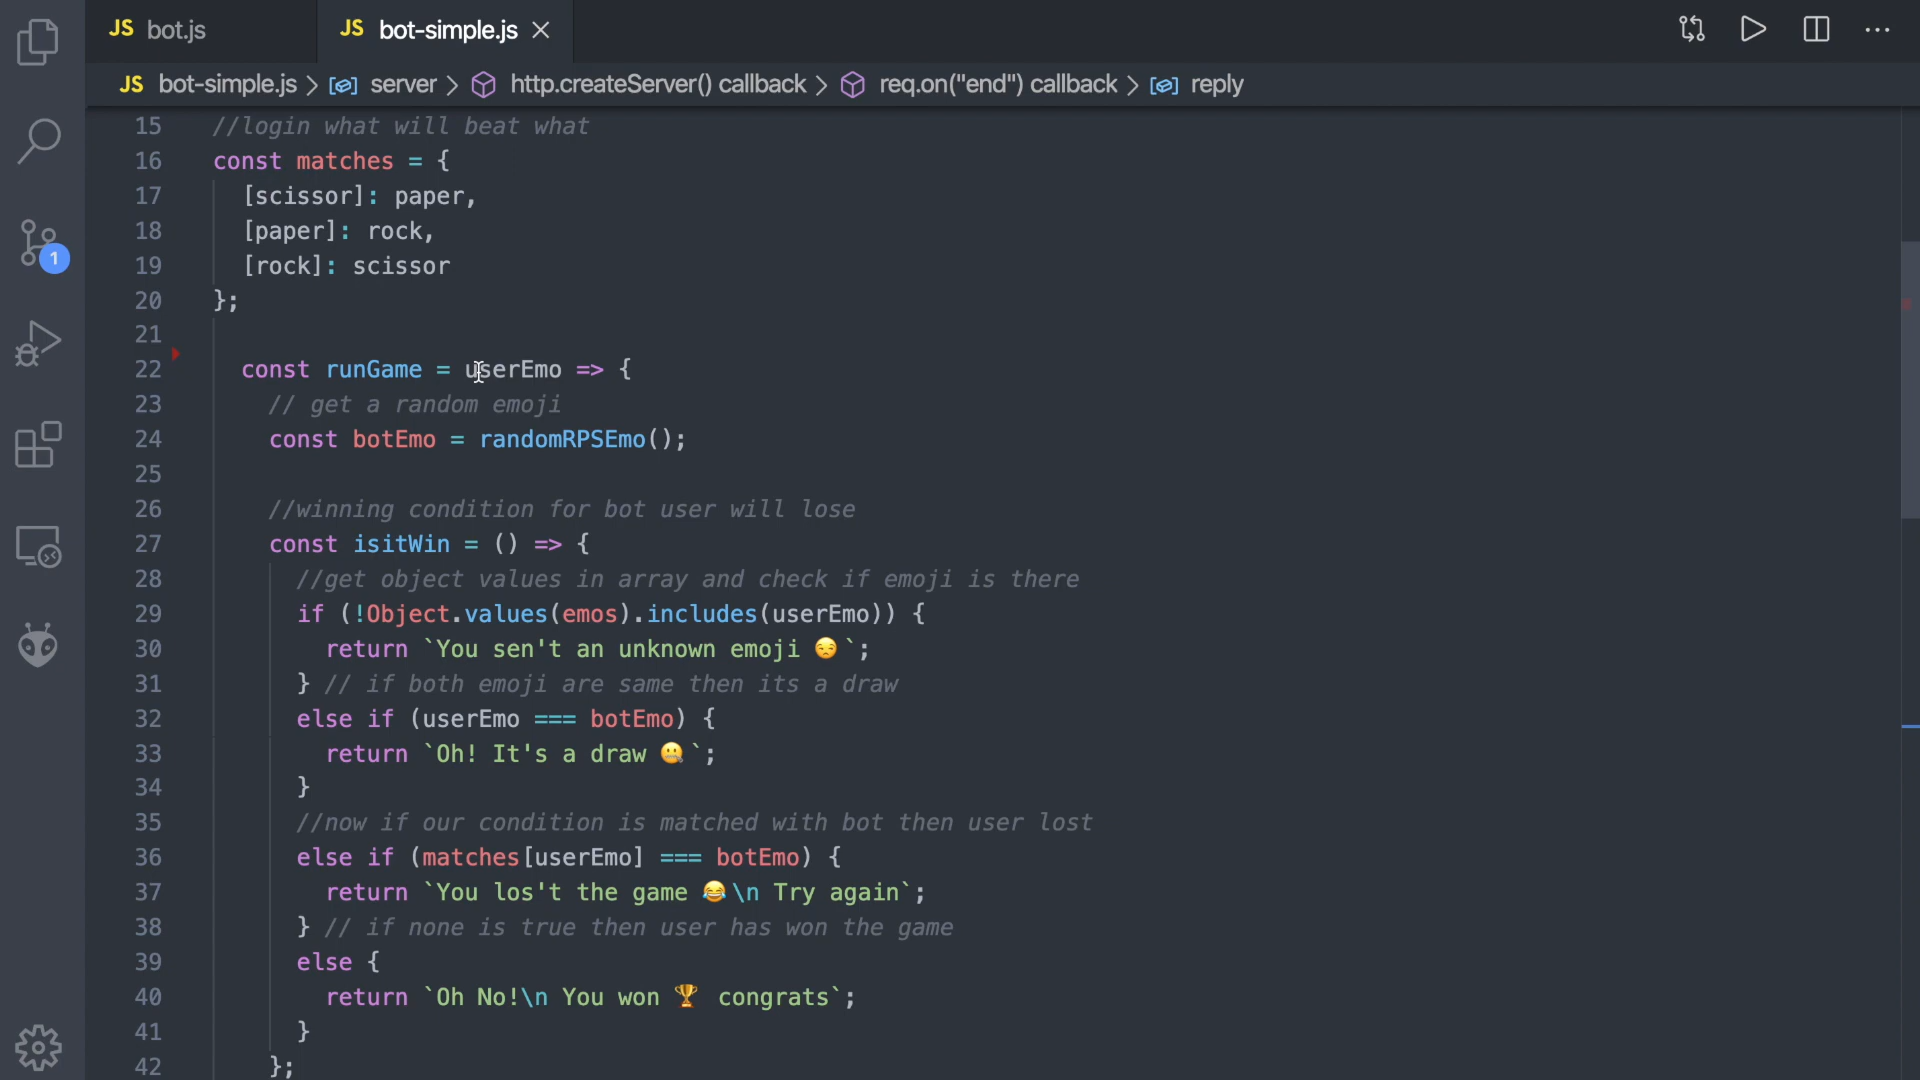 JS bot.js JS bot-simple.js
JS bot-simple.js > server > http.createServer() callback > req.on("end") callback > reply
15 //login what will beat what
16 const matches = {
17 [scissor]: paper,
18 [paper]: rock,
19 [rock]: scissor
20 };
21
22 const runGame = userEmo => {
23 // get a random emoji
24 const botEmo = randomRPSEmo();
25
26 //winning condition for bot user will lose
27 const isitWin = () => {
28 //get object values in array and check if emoji is there
29 if (!Object.values(emos).includes(userEmo)) {
30 return `You sen't an unknown emoji 😒`;
31 } // if both emoji are same then its a draw
32 else if (userEmo === botEmo) {
33 return `Oh! It's a draw 🤐`;
34 }
35 //now if our condition is matched with bot then user lost
36 else if (matches[userEmo] === botEmo) {
37 return `You los't the game 😂\n Try again`;
38 } // if none is true then user has won the game
39 else {
40 return `Oh No!\n You won 🏆 congrats`;
41 }
42 };
1